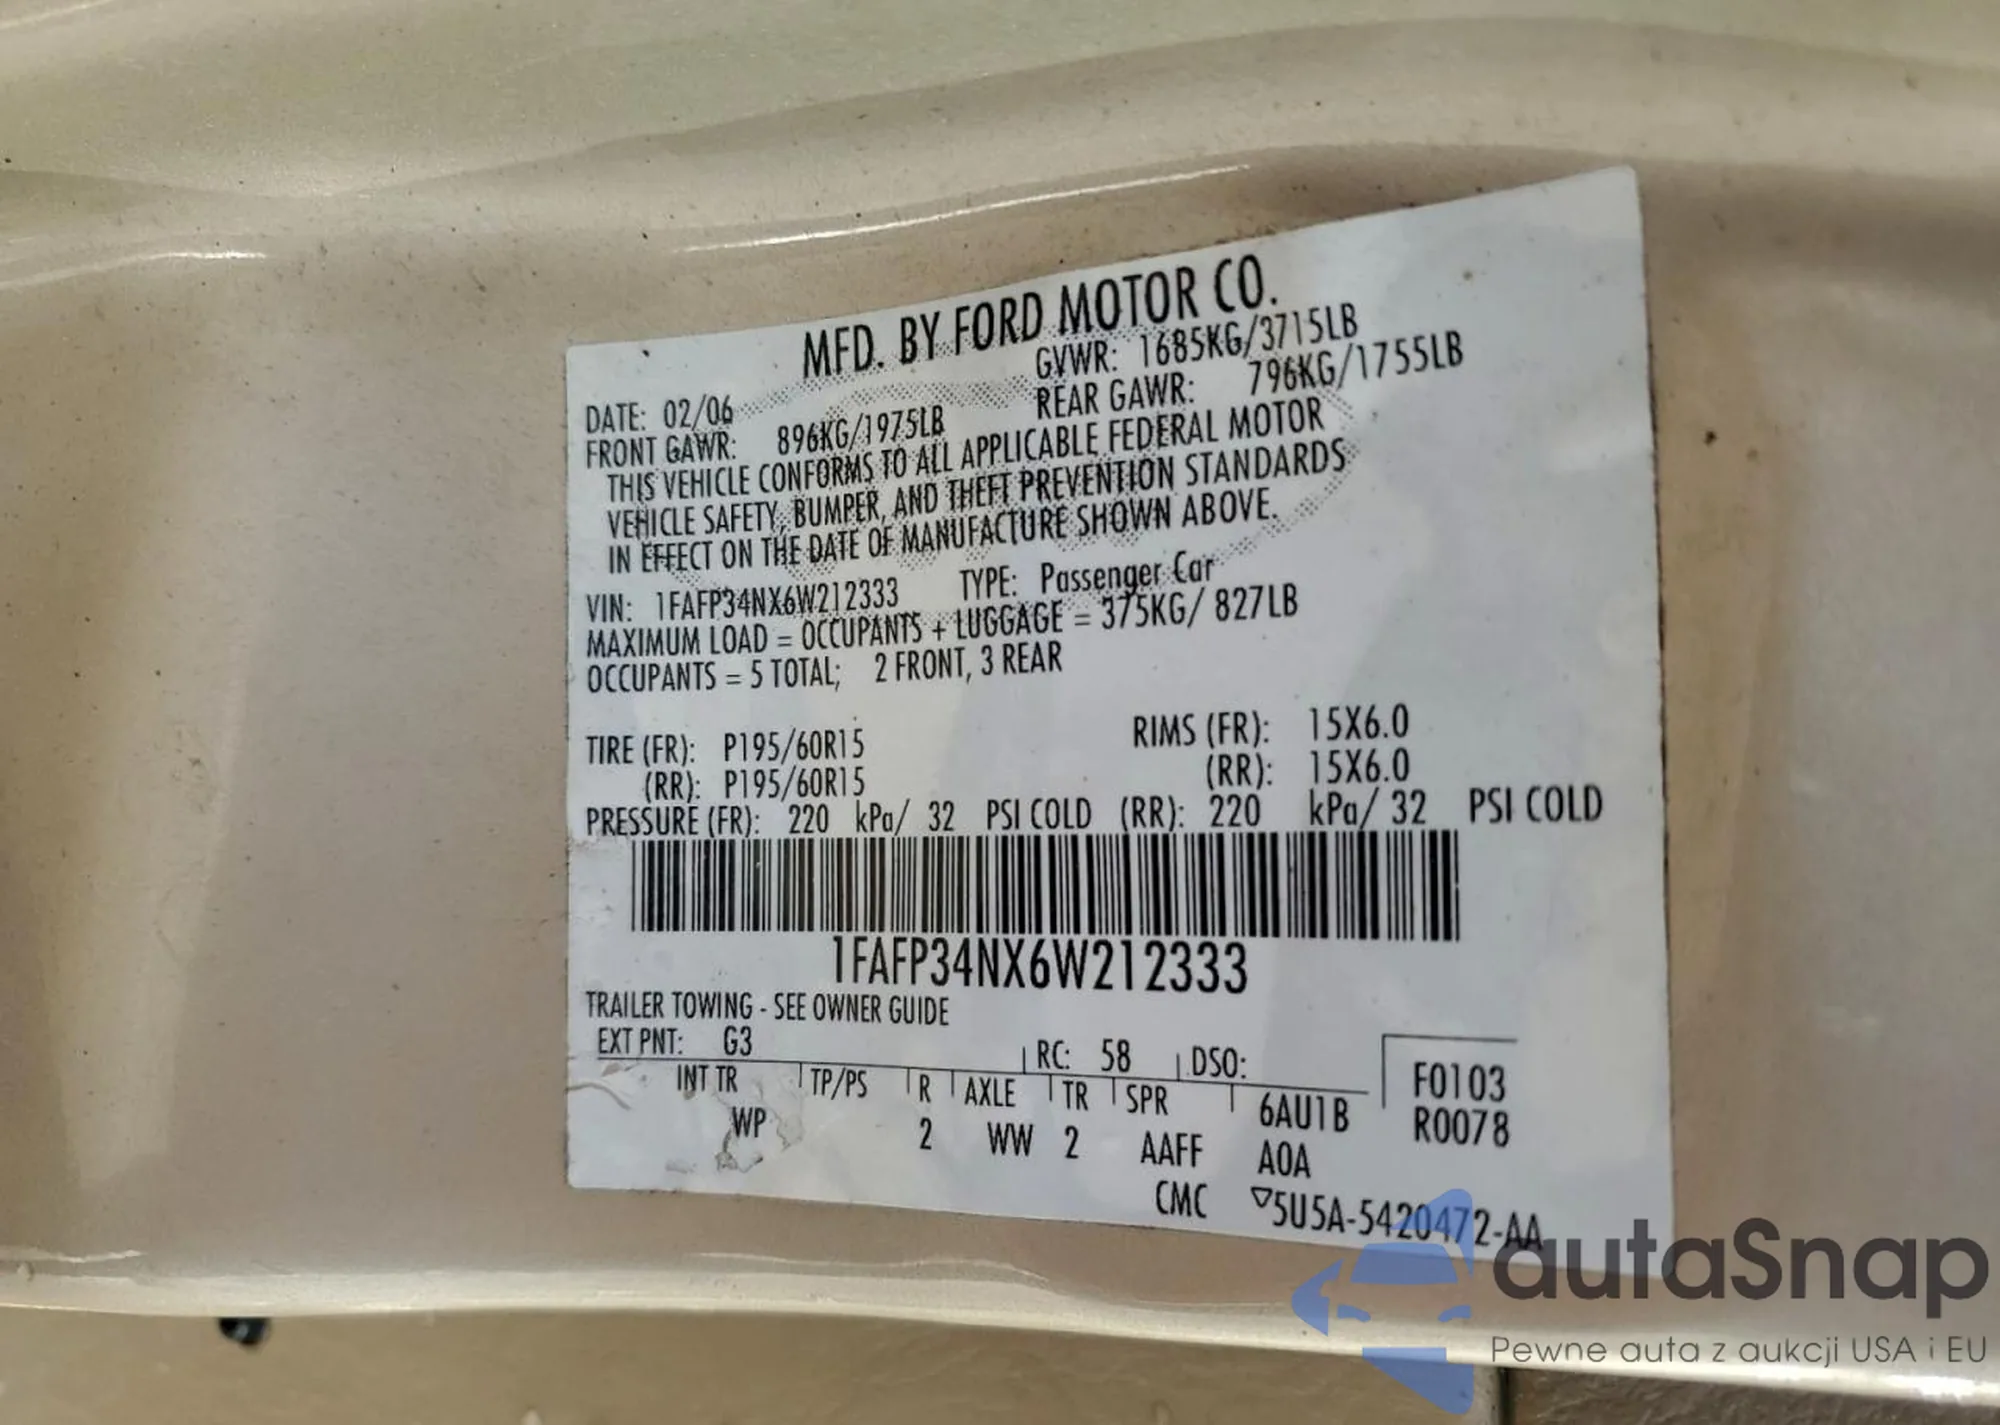 MFD. BY FORD MOTOR CO.
DATE: 02/06 GVWR: 1685KG/3715LB
FRONT GAWR: 896KG/1975LB REAR GAWR: 796KG/1755LB
THIS VEHICLE CONFORMS TO ALL APPLICABLE FEDERAL MOTOR
VEHICLE SAFETY, BUMPER, AND THEFT PREVENTION STANDARDS
IN EFFECT ON THE DATE OF MANUFACTURE SHOWN ABOVE.
VIN: 1FAFP34NX6W212333 TYPE: Passenger Car
MAXIMUM LOAD = OCCUPANTS + LUGGAGE = 375KG/ 827LB
OCCUPANTS = 5 TOTAL; 2 FRONT, 3 REAR
TIRE (FR): P195/60R15 RIMS (FR): 15X6.0
(RR): P195/60R15 (RR): 15X6.0
PRESSURE (FR): 220 kPa/ 32 PSI COLD (RR): 220 kPa/ 32 PSI COLD
1FAFP34NX6W212333
TRAILER TOWING - SEE OWNER GUIDE
EXT PNT: G3 RC: 58 DSO: F0103
INT TR TP/PS R AXLE TR SPR 6AU1B R0078
WP 2 WW 2 AAFF A0A
CMC ▽5U5A-5420472-AA
autaSnap
Pewne auta z aukcji USA i EU